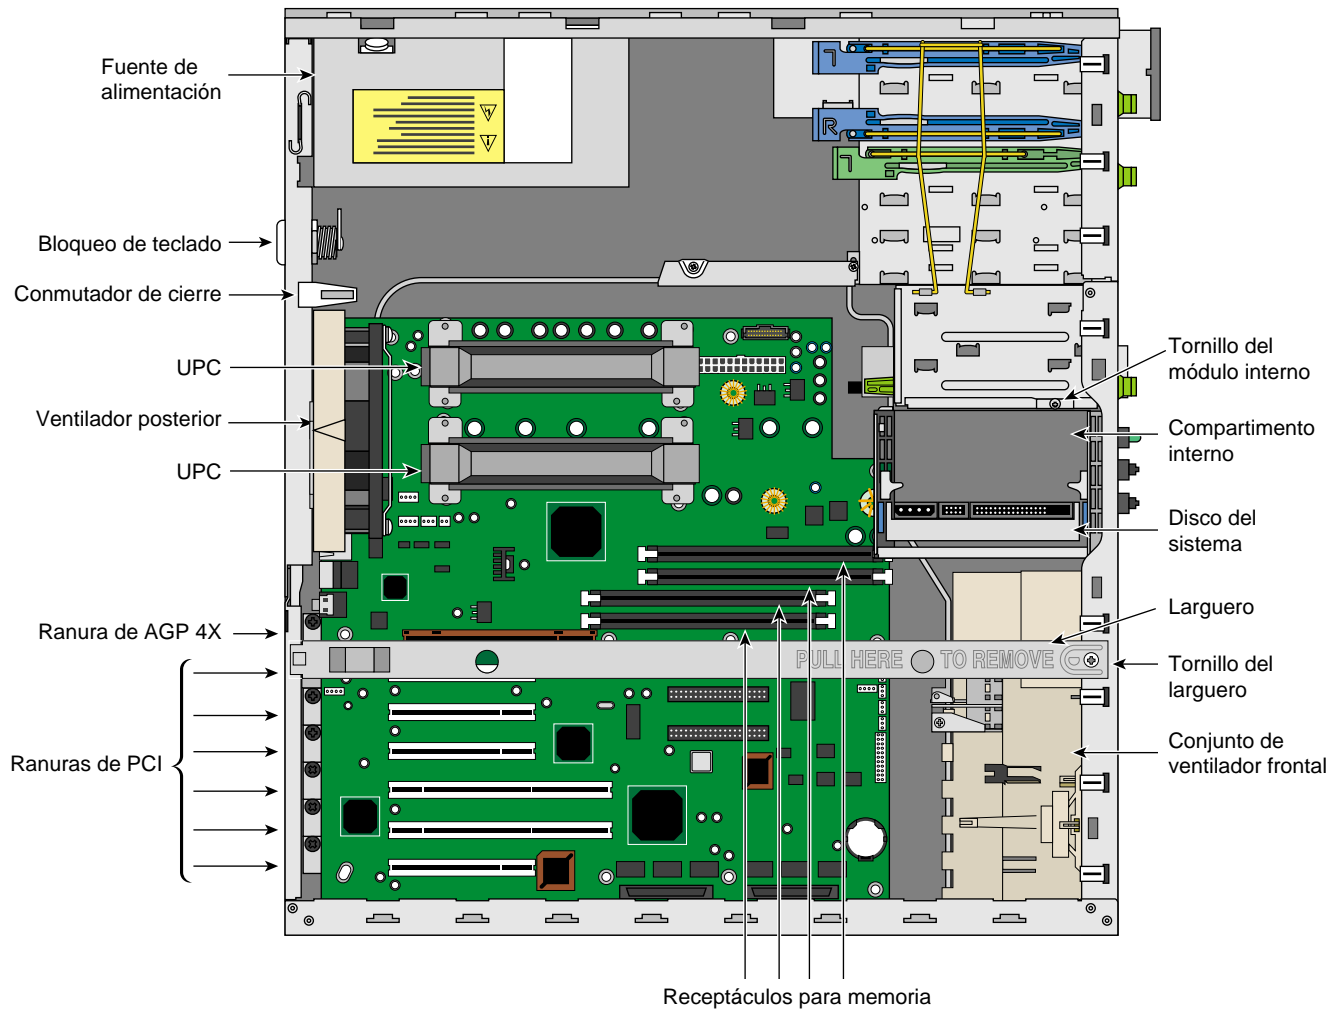 Fuente de
alimentación
Bloqueo de teclado
Conmutador de cierre
UPC
Ventilador posterior
UPC
Ranura de AGP 4X
Ranuras de PCI
L
R
L
Tornillo del
módulo interno
Compartimento
interno
Disco del
sistema
Larguero
PULL HERE TO REMOVE
Tornillo del
larguero
Conjunto de
ventilador frontal
Receptáculos para memoria